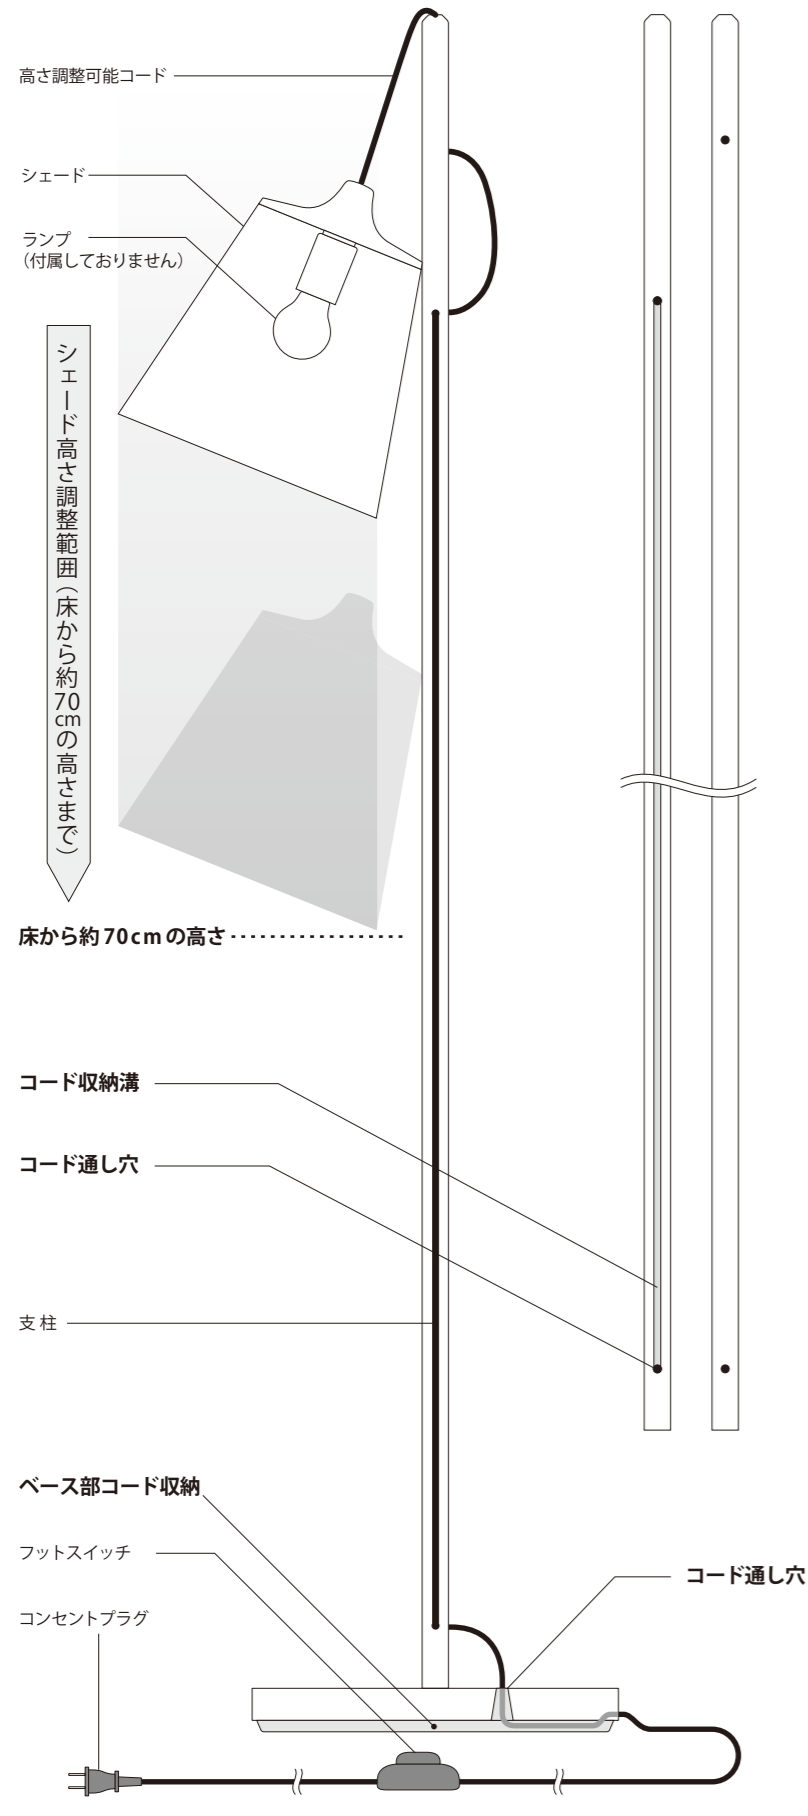 高さ調整可能コード
シェード
ランプ
（付属しておりません）
シェード高さ調整範囲（床から約70cmの高さまで）
床から約70cmの高さ
コード収納溝
コード通し穴
支柱
ベース部コード収納
フットスイッチ
コード通し穴
コンセントプラグ